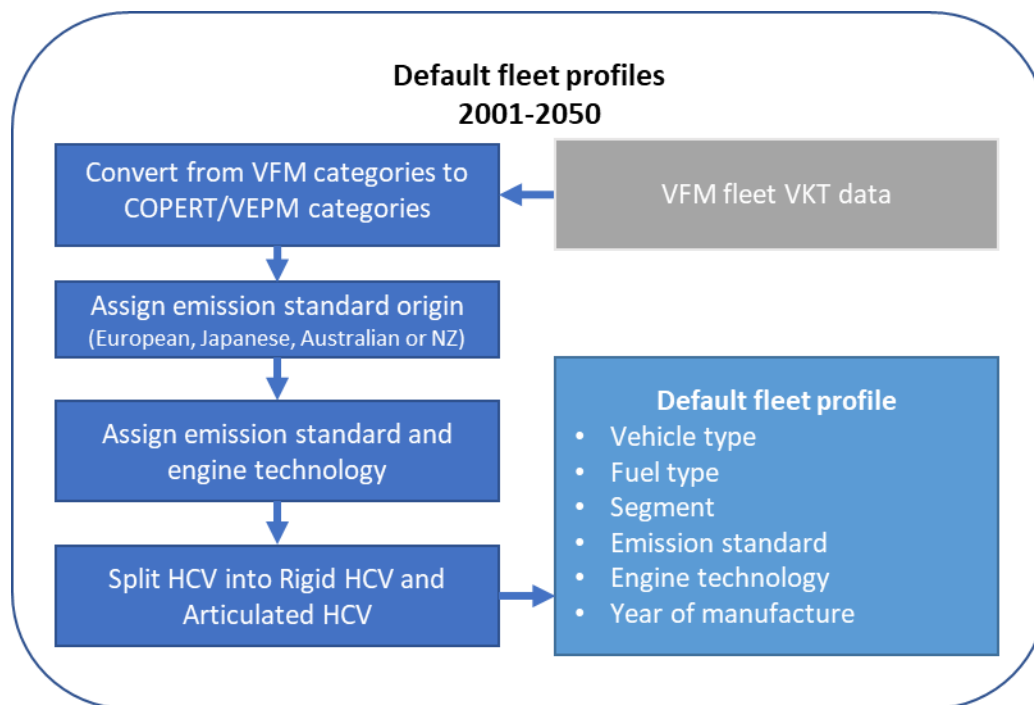 Default fleet profiles
2001-2050
Convert from VFM categories to
COPERT/VEPM categories
VFM fleet VKT data
Assign emission standard origin
(European, Japanese, Australian or NZ)
Assign emission standard and
engine technology
Split HCV into Rigid HCV and
Articulated HCV
Default fleet profile
• Vehicle type
• Fuel type
• Segment
• Emission standard
• Engine technology
• Year of manufacture